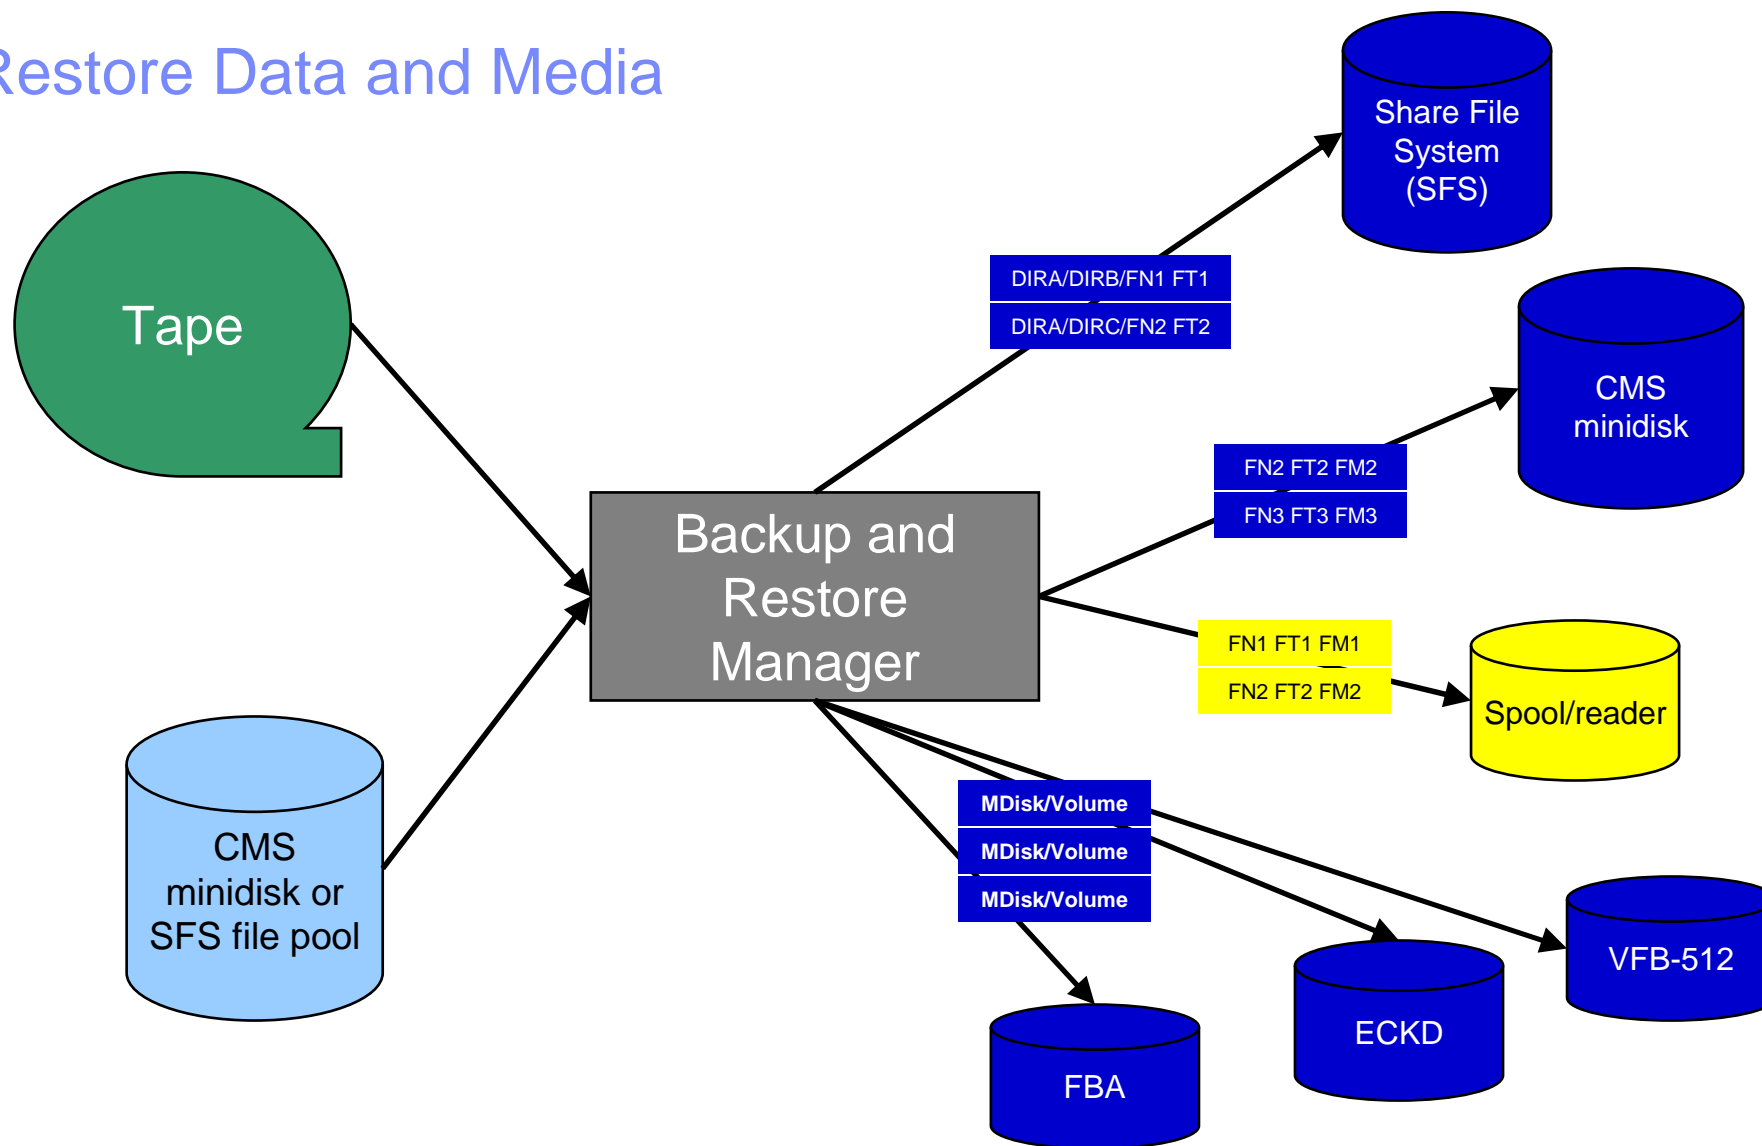 Restore Data and Media
Share File
System
(SFS)
Tape
DIRA/DIRB/FN1 FT1
DIRA/DIRC/FN2 FT2
CMS
minidisk
FN2 FT2 FM2
FN3 FT3 FM3
Backup and
Restore
Manager
FN1 FT1 FM1
FN2 FT2 FM2
Spool/reader
CMS
minidisk or
SFS file pool
MDisk/Volume
MDisk/Volume
MDisk/Volume
VFB-512
ECKD
FBA